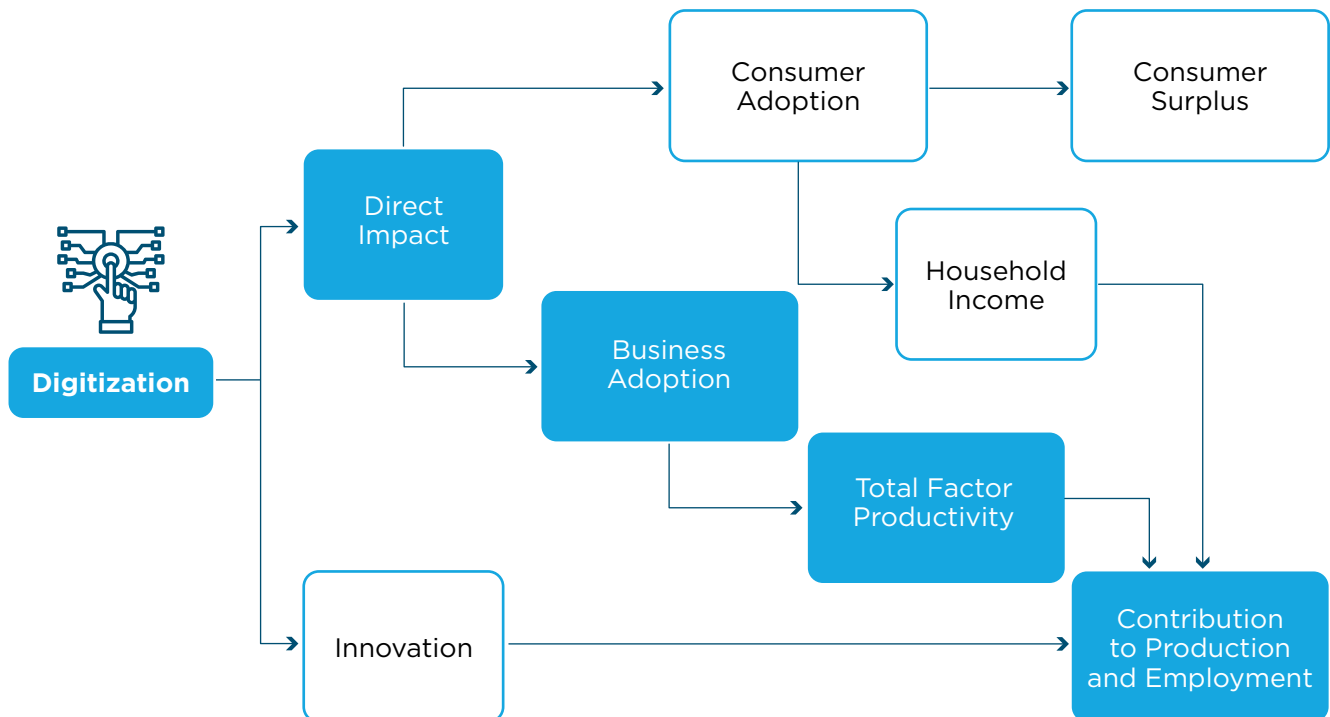 Consumer
Adoption
Consumer
Surplus
Direct
Impact
Household
Income
Business
Adoption
Digitization
Total Factor
Productivity
Innovation
Contribution
to Production
and Employment